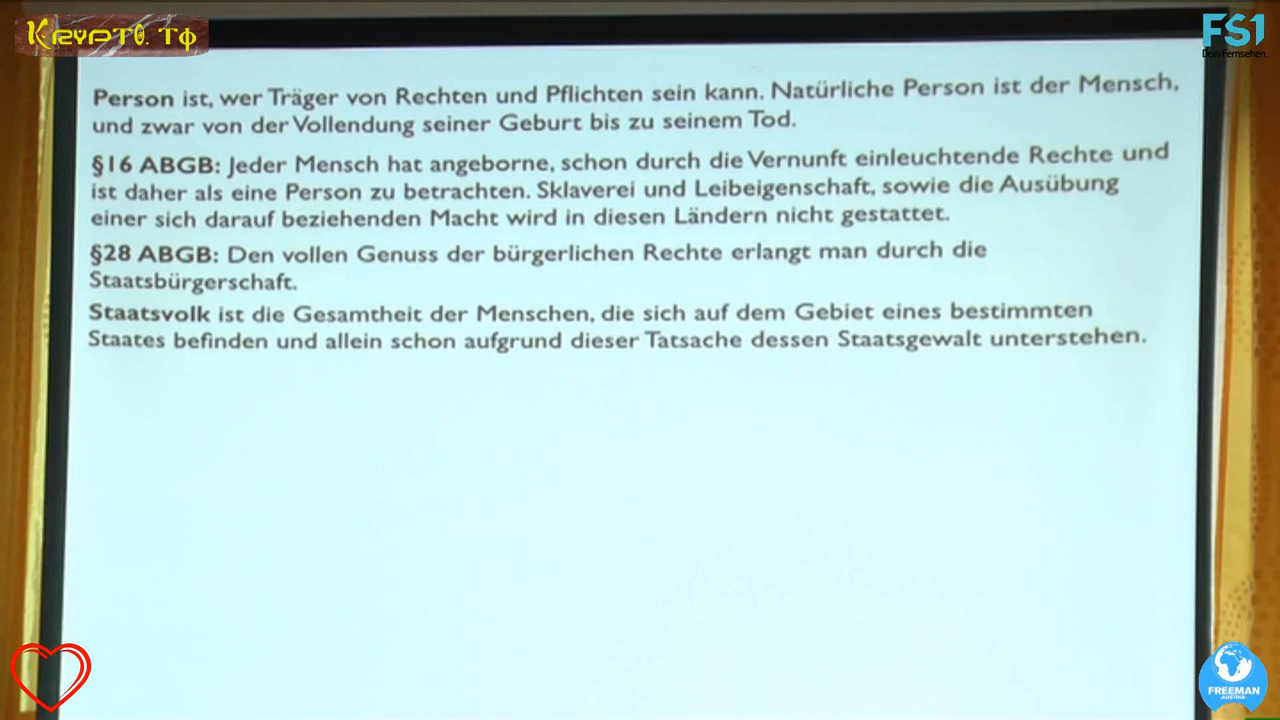 KRYPTO. TV
FS1
Dein Fernsehen.
Person ist, wer Träger von Rechten und Pflichten sein kann. Natürliche Person ist der Mensch,
und zwar von der Vollendung seiner Geburt bis zu seinem Tod.
§16 ABGB: Jeder Mensch hat angeborne, schon durch die Vernunft einleuchtende Rechte und
ist daher als eine Person zu betrachten. Sklaverei und Leibeigenschaft, sowie die Ausübung
einer sich darauf beziehenden Macht wird in diesen Ländern nicht gestattet.
§28 ABGB: Den vollen Genuss der bürgerlichen Rechte erlangt man durch die
Staatsbürgerschaft.
Staatsvolk ist die Gesamtheit der Menschen, die sich auf dem Gebiet eines bestimmten
Staates befinden und allein schon aufgrund dieser Tatsache dessen Staatsgewalt unterstehen.
FREEMAN
AUSTRIA